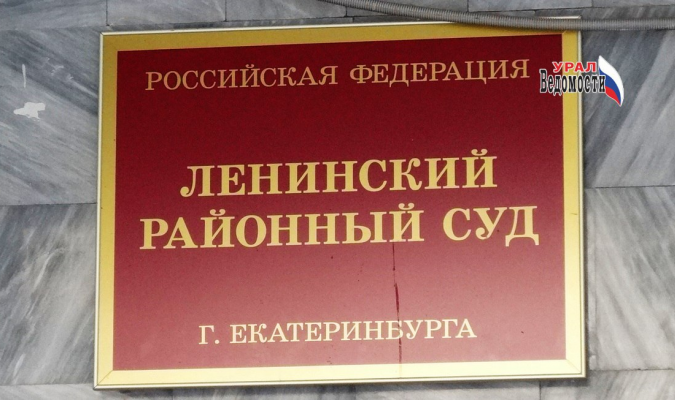 РОССИЙСКАЯ ФЕДЕРАЦИЯ
УРАЛ
ВЕДОМОСТИ
ЛЕНИНСКИЙ
РАЙОННЫЙ СУД
Г. ЕКАТЕРИНБУРГА